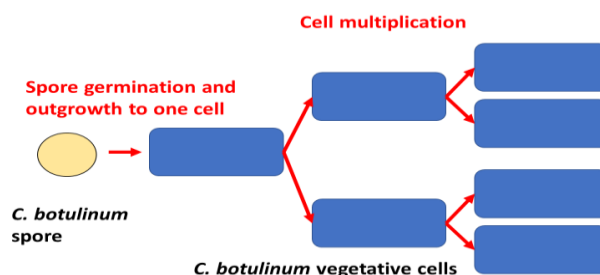 Cell multiplication
Spore germination and
outgrowth to one cell
C. botulinum
spore
C. botulinum vegetative cells